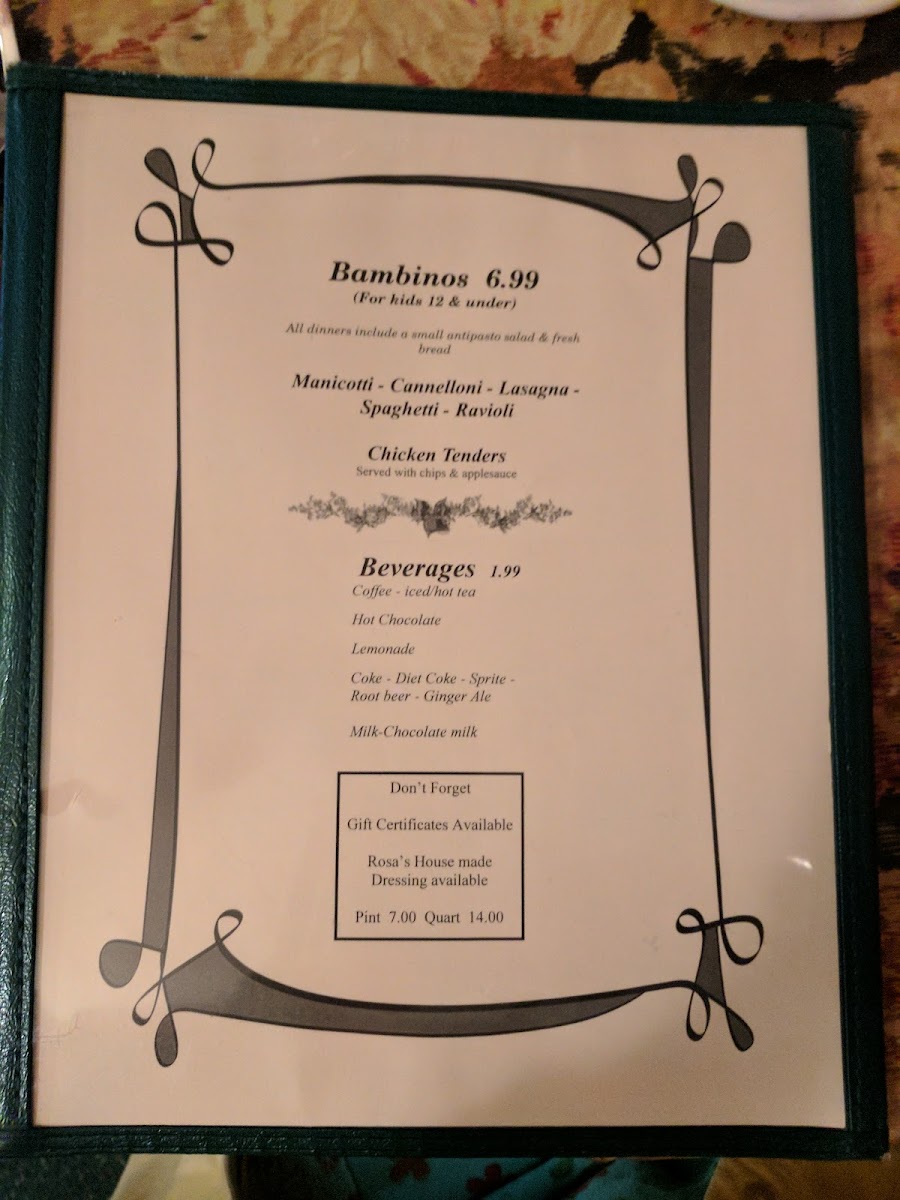 Bambinos 6.99
(For kids 12 & under)
All dinners include a small antipasto salad & fresh
bread
Manicotti - Cannelloni - Lasagna -
Spaghetti - Ravioli
Chicken Tenders
Served with chips & applesauce
Beverages 1.99
Coffee - iced/hot tea
Hot Chocolate
Lemonade
Coke - Diet Coke - Sprite -
Root beer - Ginger Ale
Milk-Chocolate milk
Don't Forget
Gift Certificates Available
Rosa's House made
Dressing available
Pint 7.00 Quart 14.00